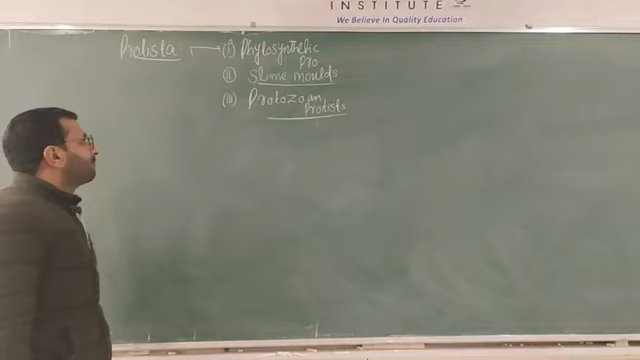 INSTITUTE
We Believe in Quality Education
Protista → (i) Phytosynthetic
Pro
(ii) Slime moulds
(iii) Protozoan
Protists